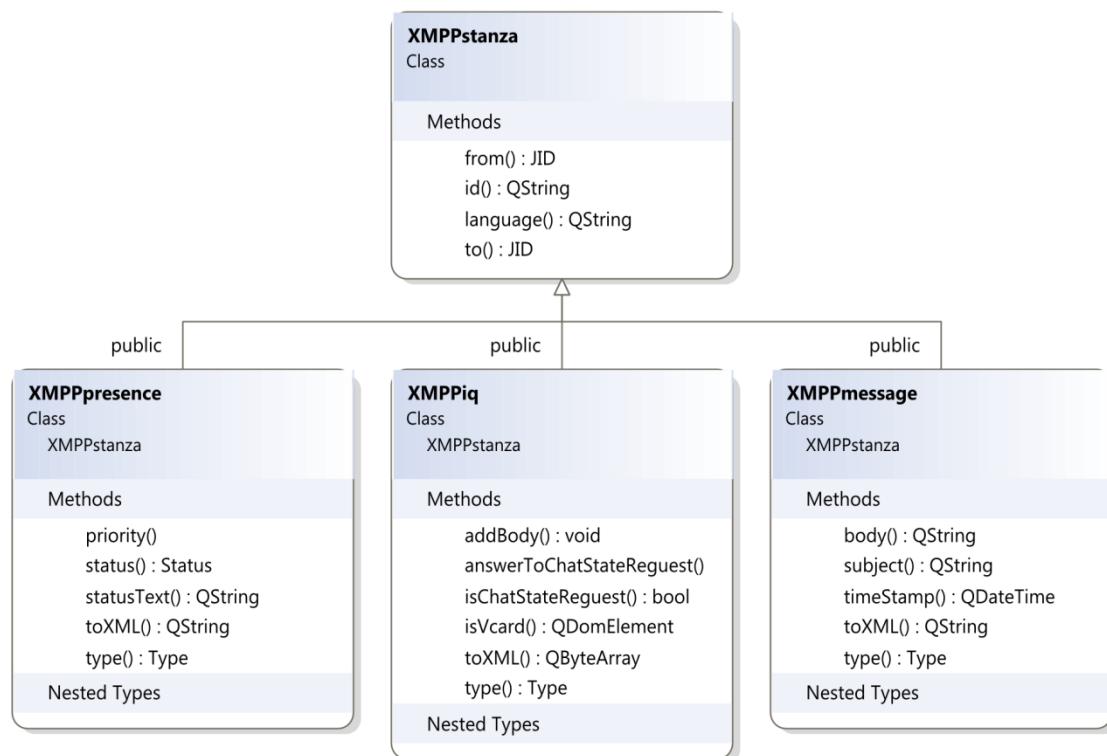 XMPPstanza
Class
Methods
from() : JID
id() : QString
language() : QString
to() : JID
public
public
public
XMPPpresence
Class
XMPPstanza
Methods
priority()
status() : Status
statusText() : QString
toXML() : QString
type() : Type
Nested Types
XMPPiq
Class
XMPPstanza
Methods
addBody() : void
answerToChatStateReguest()
isChatStateReguest() : bool
isVcard() : QDomElement
toXML() : QByteArray
type() : Type
Nested Types
XMPPmessage
Class
XMPPstanza
Methods
body() : QString
subject() : QString
timeStamp() : QDateTime
toXML() : QString
type() : Type
Nested Types